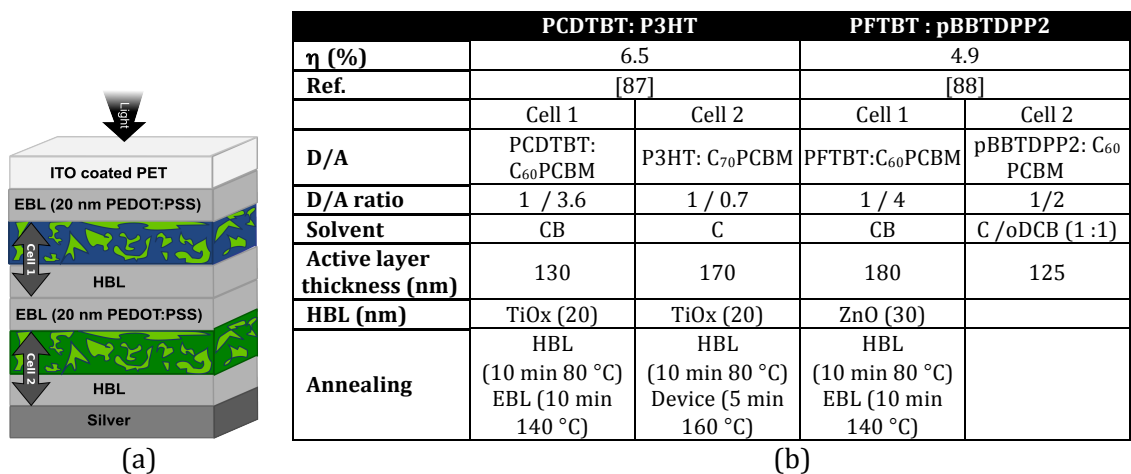 Light
ITO coated PET
EBL (20 nm PEDOT:PSS)
Cell 1
HBL
EBL (20 nm PEDOT:PSS)
Cell 2
HBL
Silver
(a)
PCDTBT: P3HT PFTBT : pBBTDPP2
η (%) 6.5 4.9
Ref. [87] [88]
Cell 1 Cell 2 Cell 1 Cell 2
D/A PCDTBT: C₆₀PCBM P3HT: C₇₀PCBM PFTBT:C₆₀PCBM pBBTDPP2: C₆₀ PCBM
D/A ratio 1 / 3.6 1 / 0.7 1 / 4 1/2
Solvent CB C CB C /oDCB (1 :1)
Active layer thickness (nm) 130 170 180 125
HBL (nm) TiOx (20) TiOx (20) ZnO (30)
Annealing HBL (10 min 80 °C) EBL (10 min 140 °C) HBL (10 min 80 °C) Device (5 min 160 °C) HBL (10 min 80 °C) EBL (10 min 140 °C)
(b)